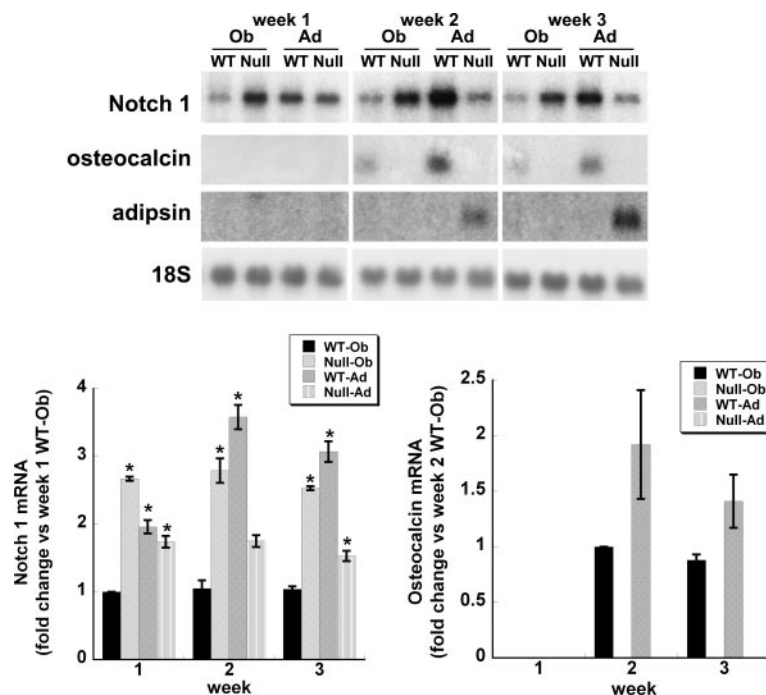 week 1 week 2 week 3
Ob Ad Ob Ad Ob Ad
WT Null WT Null WT Null WT Null WT Null WT Null
Notch 1
osteocalcin
adipsin
18S
WT-Ob
Null-Ob
WT-Ad
Null-Ad
Notch 1 mRNA
(fold change vs week 1 WT-Ob)
4
3
2
1
0
* * * * * * * *
1 2 3
week
WT-Ob
Null-Ob
WT-Ad
Null-Ad
Osteocalcin mRNA
(fold change vs week 2 WT-Ob)
2.5
2
1.5
1
0.5
0
1 2 3
week